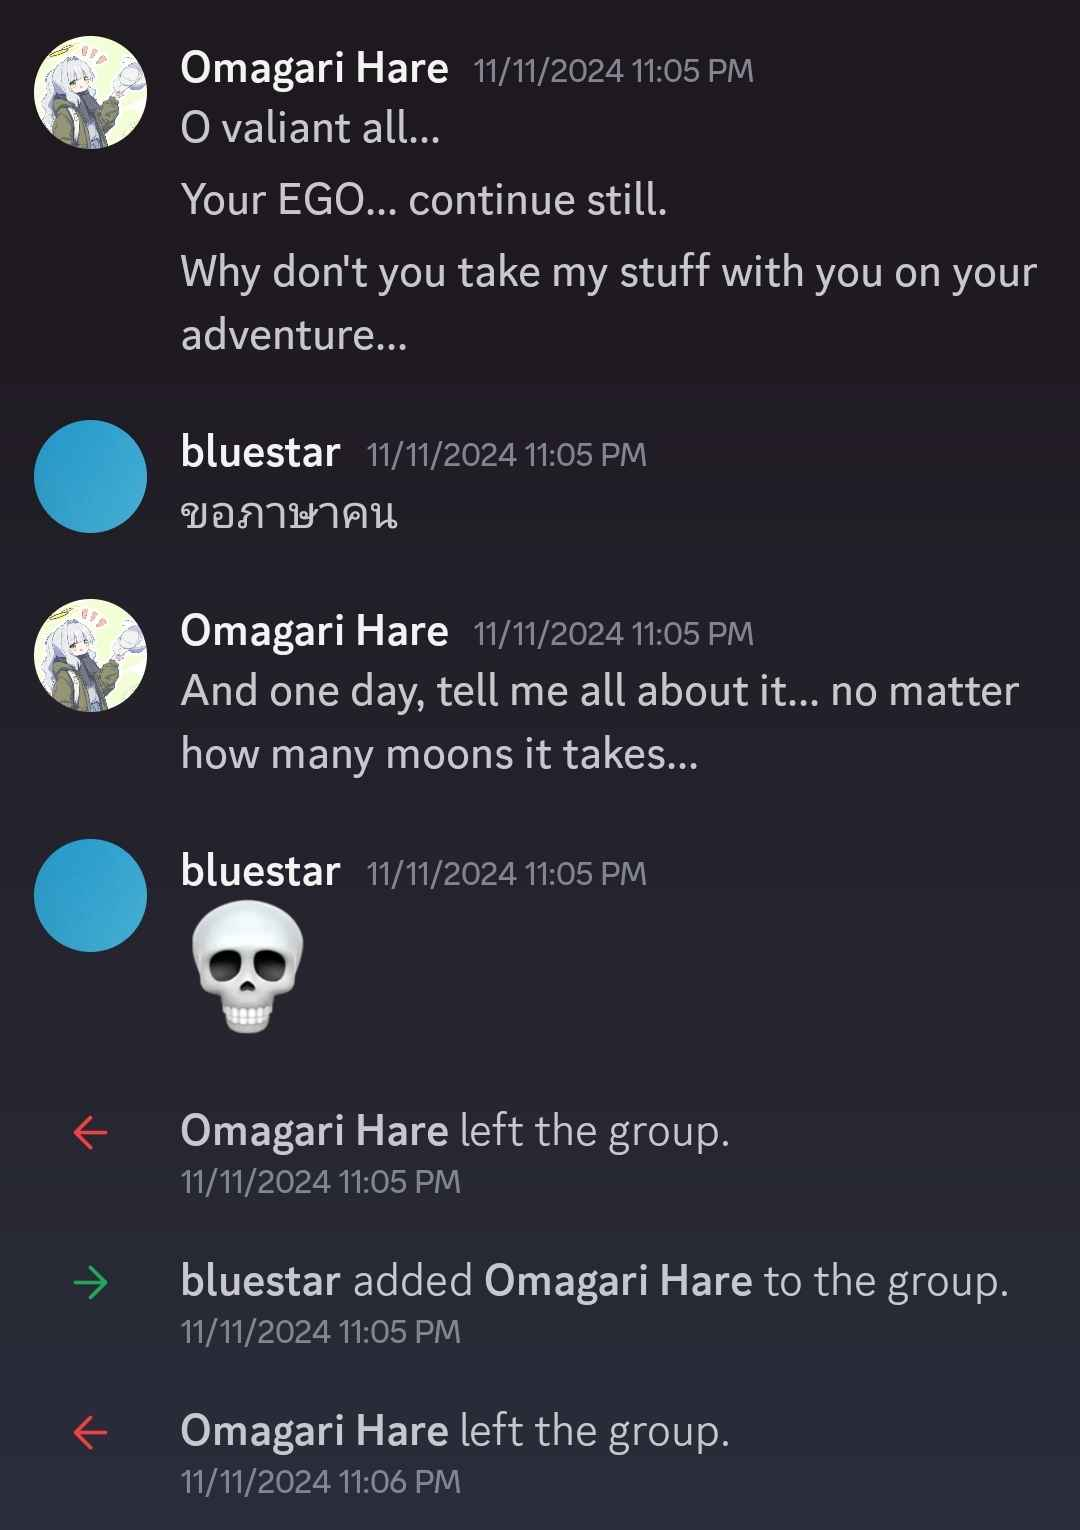 Omagari Hare 11/11/2024 11:05 PM
O valiant all...
Your EGO... continue still.
Why don't you take my stuff with you on your
adventure...
bluestar 11/11/2024 11:05 PM
ขอภาษาคน
Omagari Hare 11/11/2024 11:05 PM
And one day, tell me all about it... no matter
how many moons it takes...
bluestar 11/11/2024 11:05 PM
Omagari Hare left the group.
11/11/2024 11:05 PM
bluestar added Omagari Hare to the group.
11/11/2024 11:05 PM
Omagari Hare left the group.
11/11/2024 11:06 PM